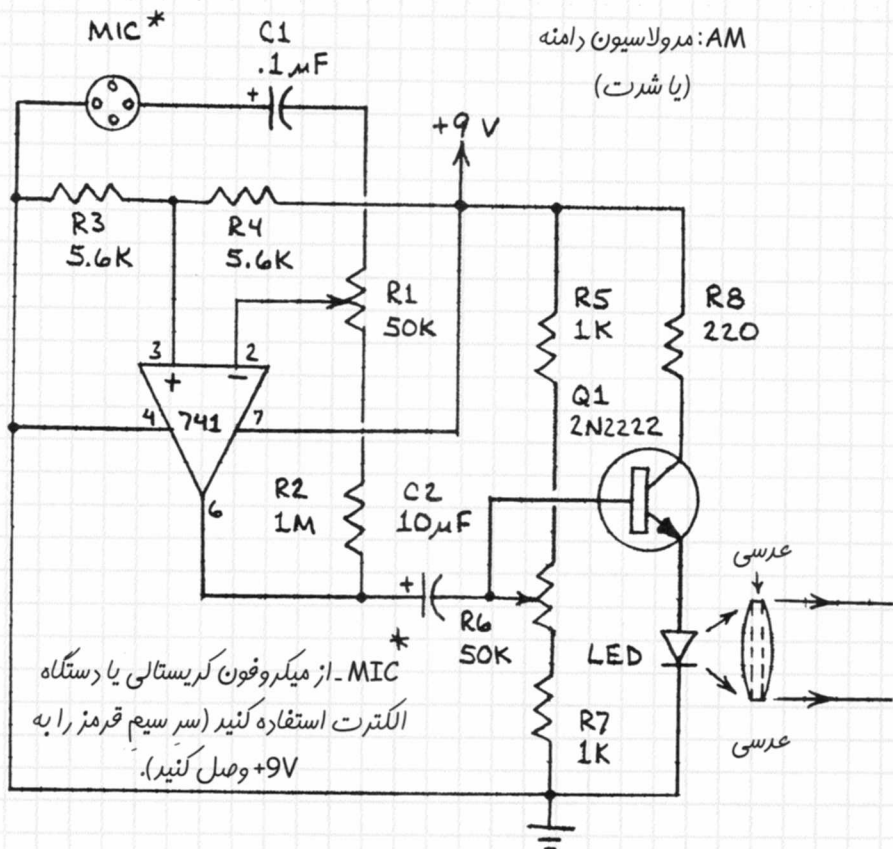 MIC*
C1
.1µF
AM: مدولاسیون دامنه
(یا شدت)
+
+9 V
R3
5.6K
R4
5.6K
R1
50K
R5
1K
R8
220
3
2
+
−
4
741
7
6
Q1
2N2222
R2
1M
C2
10µF
+
R6
50K
LED
عدسی
عدسی
R7
1K
*
MIC ـ از میکروفون کریستالی یا دستگاه
الکترت استفاده کنید (سر سیمِ قرمز را به
+9V وصل کنید).